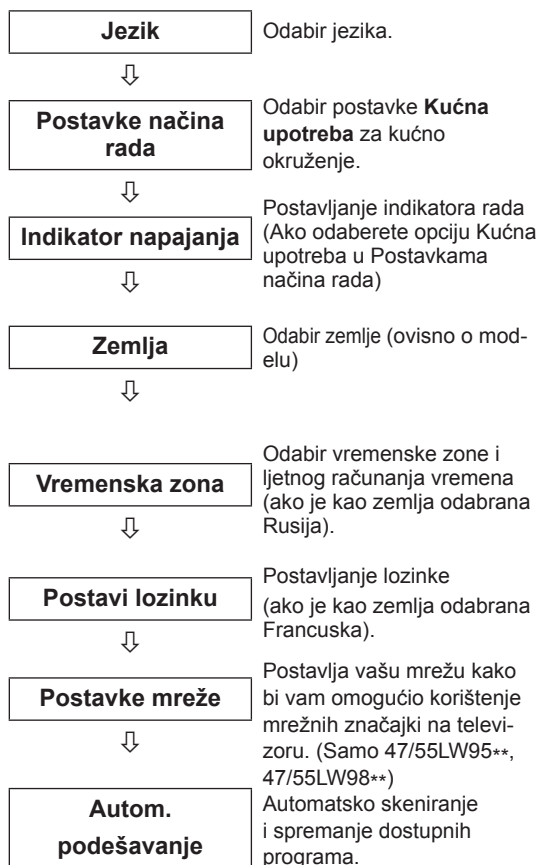 Jezik
Odabir jezika.
Postavke načina
rada
Odabir postavke Kućna
upotreba za kućno
okruženje.
Indikator napajanja
Postavljanje indikatora rada
(Ako odaberete opciju Kućna
upotreba u Postavkama
načina rada)
Zemlja
Odabir zemlje (ovisno o mod-
elu)
Vremenska zona
Odabir vremenske zone i
ljetnog računanja vremena
(ako je kao zemlja odabrana
Rusija).
Postavi lozinku
Postavljanje lozinke
(ako je kao zemlja odabrana
Francuska).
Postavke mreže
Postavlja vašu mrežu kako
bi vam omogućio korištenje
mrežnih značajki na televi-
zoru. (Samo 47/55LW95**,
47/55LW98**)
Autom.
podešavanje
Automatsko skeniranje
i spremanje dostupnih
programa.